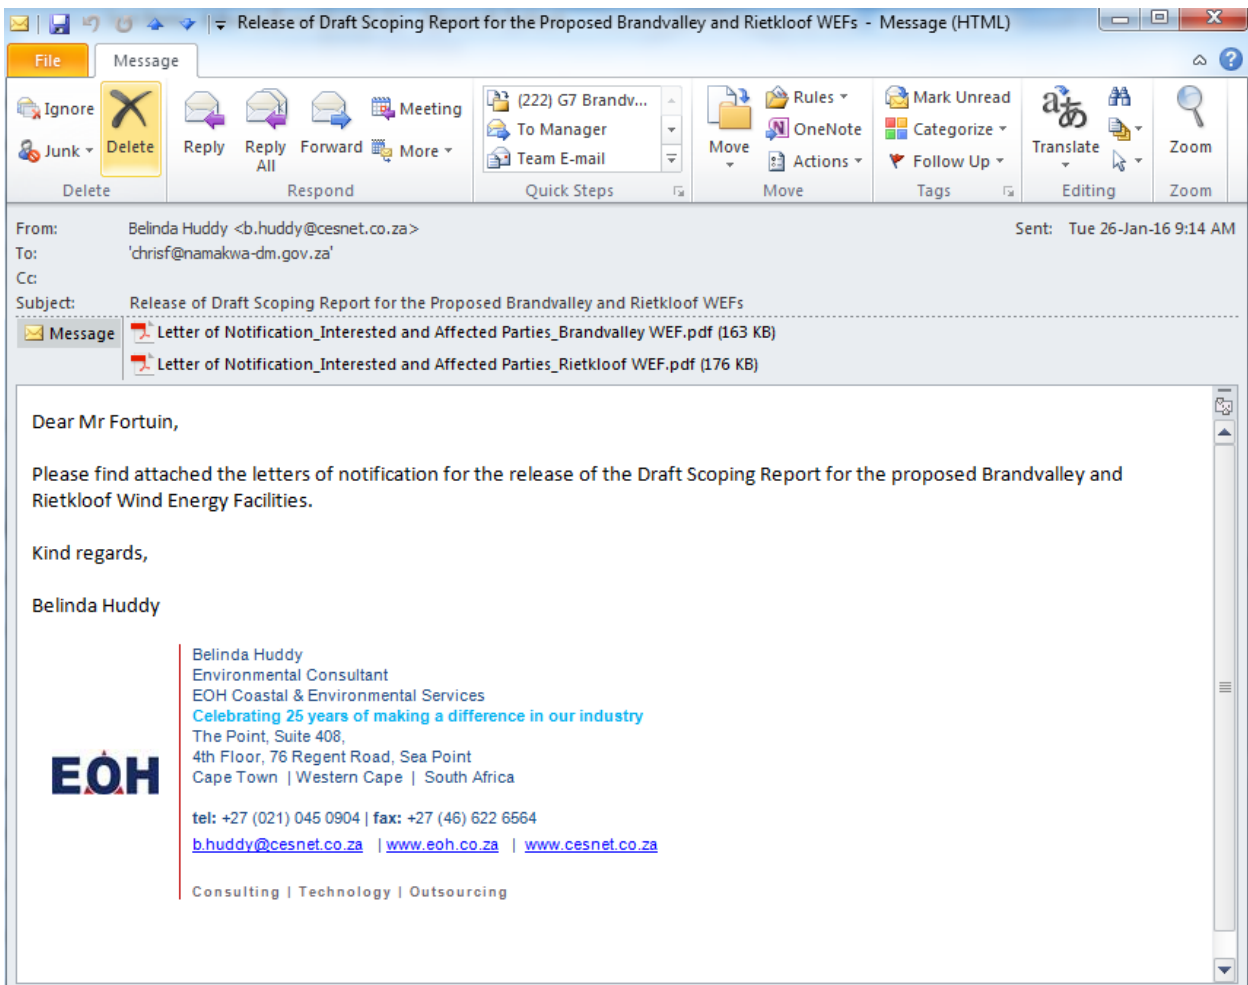 Release of Draft Scoping Report for the Proposed Brandvalley and Rietkloof WEFs - Message (HTML)
File Message
Ignore
Junk
Delete
Reply
Reply All
Forward
Meeting
More
(222) G7 Brandv...
To Manager
Team E-mail
Move
Rules
OneNote
Actions
Mark Unread
Categorize
Follow Up
Translate
Zoom
Delete Respond Quick Steps Move Tags Editing Zoom
From: Belinda Huddy <b.huddy@cesnet.co.za> Sent: Tue 26-Jan-16 9:14 AM
To: 'chrisf@namakwa-dm.gov.za'
Cc:
Subject: Release of Draft Scoping Report for the Proposed Brandvalley and Rietkloof WEFs
Message Letter of Notification_Interested and Affected Parties_Brandvalley WEF.pdf (163 KB)
Letter of Notification_Interested and Affected Parties_Rietkloof WEF.pdf (176 KB)
Dear Mr Fortuin,
Please find attached the letters of notification for the release of the Draft Scoping Report for the proposed Brandvalley and
Rietkloof Wind Energy Facilities.
Kind regards,
Belinda Huddy
EOH
Belinda Huddy
Environmental Consultant
EOH Coastal & Environmental Services
Celebrating 25 years of making a difference in our industry
The Point, Suite 408,
4th Floor, 76 Regent Road, Sea Point
Cape Town | Western Cape | South Africa
tel: +27 (021) 045 0904 | fax: +27 (46) 622 6564
b.huddy@cesnet.co.za | www.eoh.co.za | www.cesnet.co.za
Consulting | Technology | Outsourcing